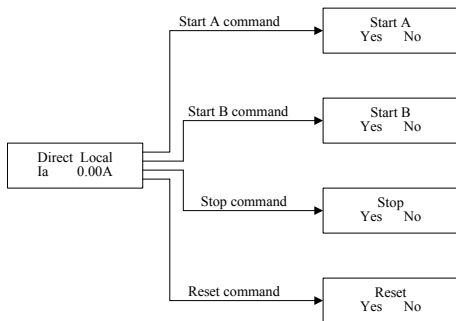 Start A command
Start A
Yes No
Start B command
Start B
Yes No
Direct Local
Ia 0.00A
Stop command
Stop
Yes No
Reset command
Reset
Yes No